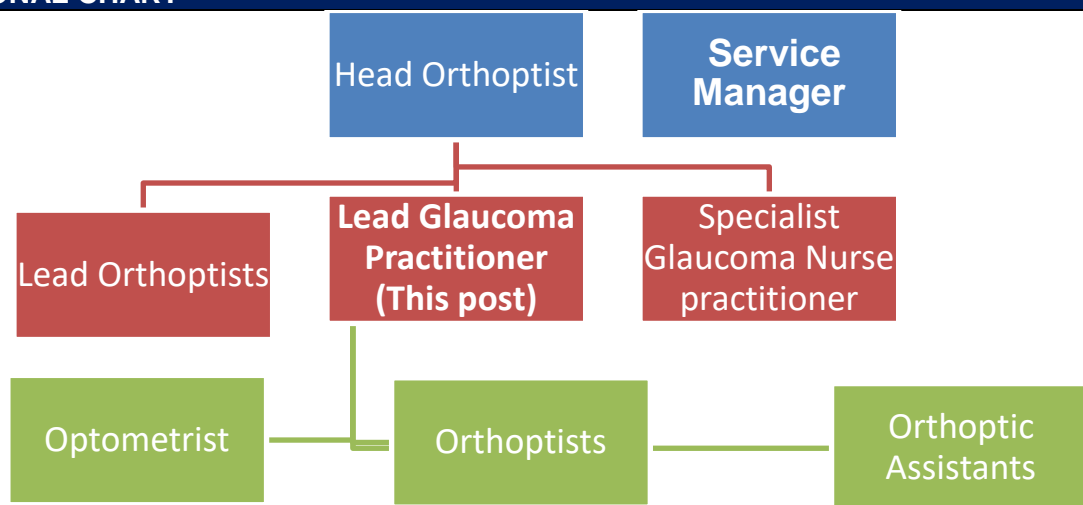 Head Orthoptist
Service
Manager
Lead Orthoptists
Lead Glaucoma
Practitioner
(This post)
Specialist
Glaucoma Nurse
practitioner
Optometrist
Orthoptists
Orthoptic
Assistants